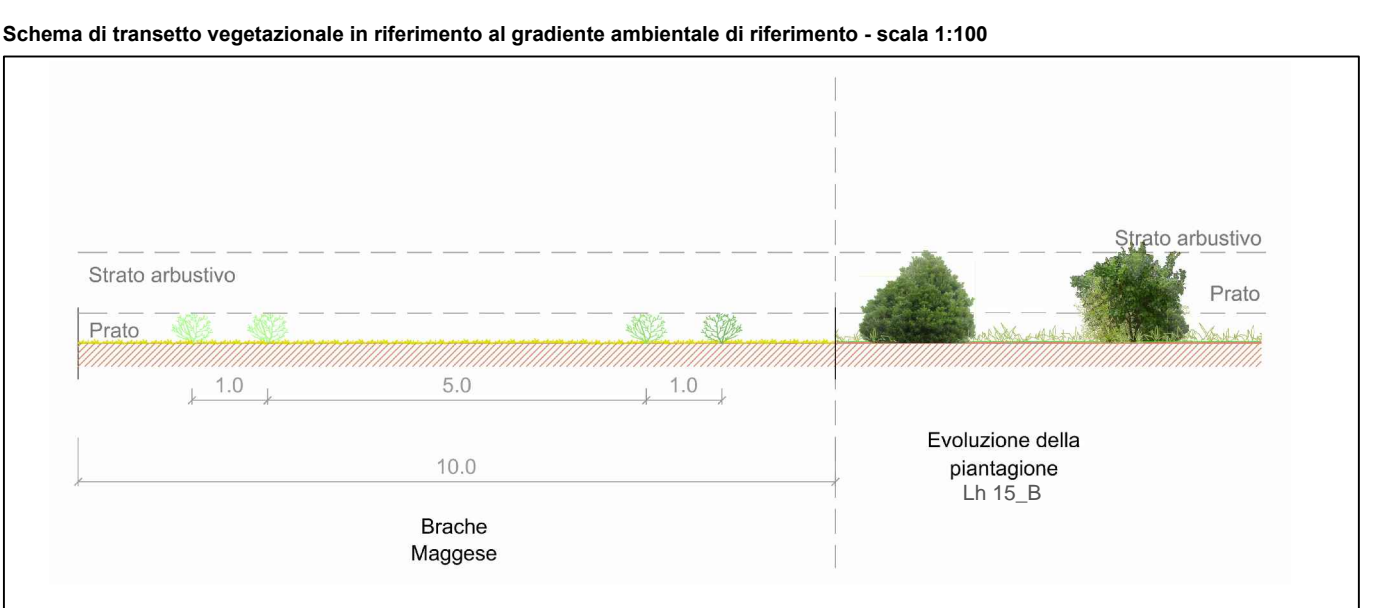 Schema di transetto vegetazionale in riferimento al gradiente ambientale di riferimento - scala 1:100
Strato arbustivo
Strato arbustivo
Prato
Prato
1.0
5.0
1.0
10.0
Evoluzione della
piantagione
Lh 15_B
Brache
Maggese